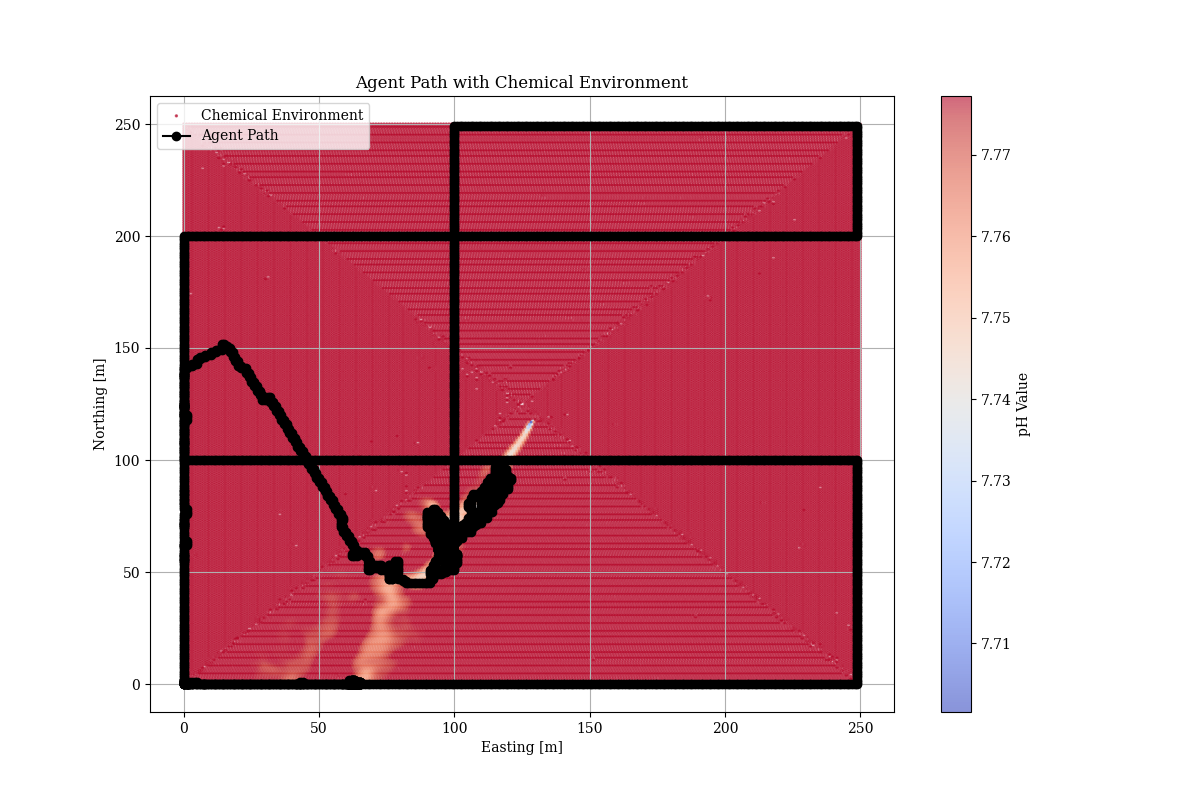 Agent Path with Chemical Environment
Chemical Environment
Agent Path
250
200
150
100
50
0
Northing [m]
0 50 100 150 200 250
Easting [m]
7.77
7.76
7.75
7.74
7.73
7.72
7.71
pH Value